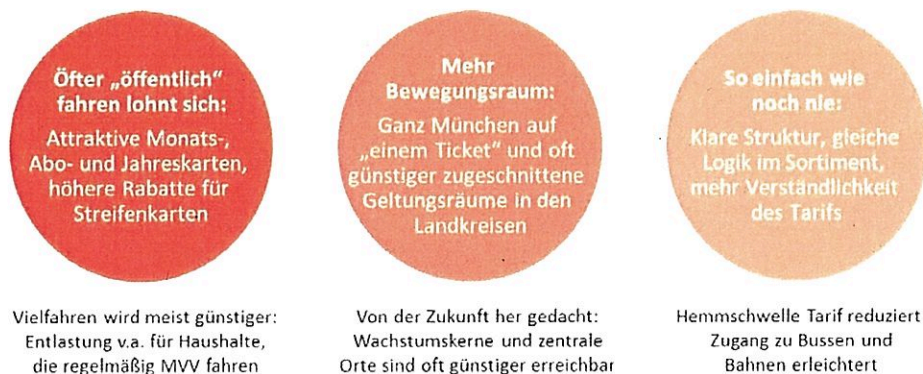 Öfter „öffentlich“
fahren lohnt sich:
Attraktive Monats-,
Abo- und Jahreskarten,
höhere Rabatte für
Streifenkarten
Vielfahren wird meist günstiger:
Entlastung v.a. für Haushalte,
die regelmäßig MVV fahren
Mehr
Bewegungsraum:
Ganz München auf
„einem Ticket“ und oft
günstiger zugeschnittene
Geltungsräume in den
Landkreisen
Von der Zukunft her gedacht:
Wachstumskerne und zentrale
Orte sind oft günstiger erreichbar
So einfach wie
noch nie:
Klare Struktur, gleiche
Logik im Sortiment,
mehr Verständlichkeit
des Tarifs
Hemmschwelle Tarif reduziert
Zugang zu Bussen und
Bahnen erleichtert